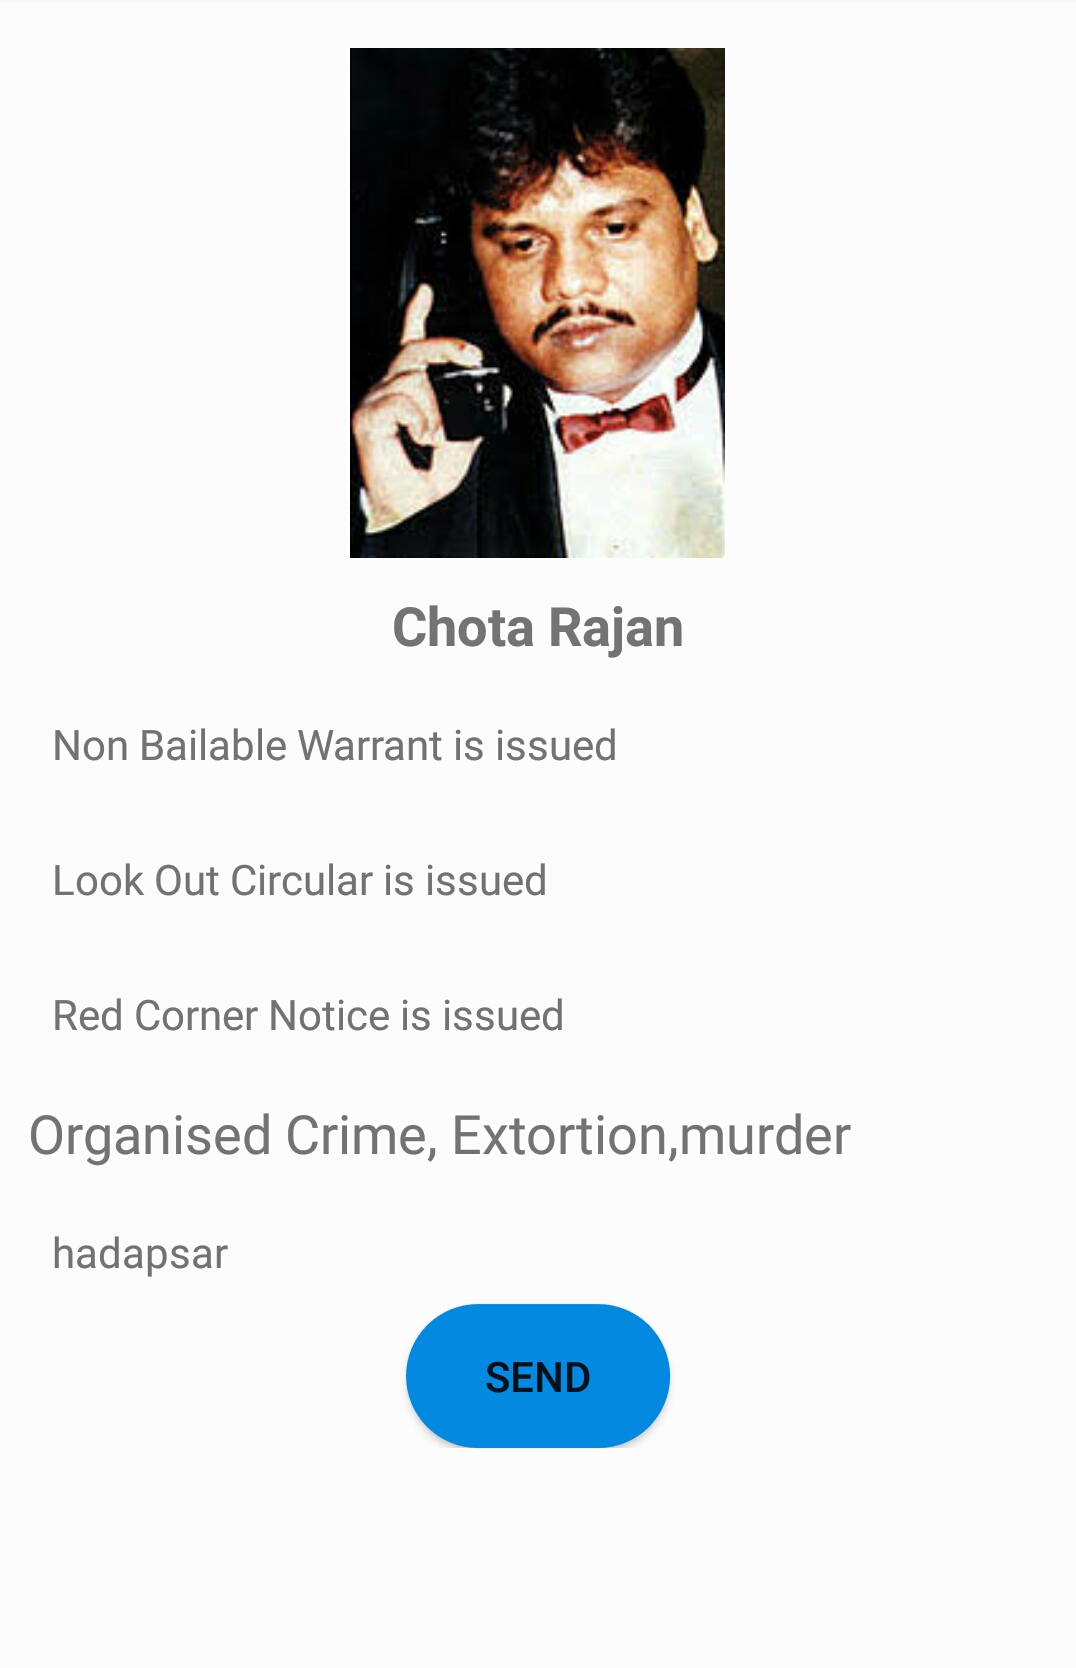 Chota Rajan
Non Bailable Warrant is issued
Look Out Circular is issued
Red Corner Notice is issued
Organised Crime, Extortion,murder
hadapsar
SEND